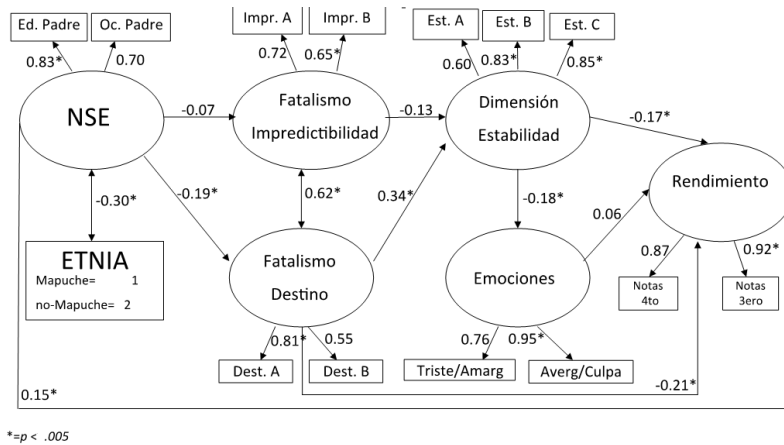 Ed. Padre
Oc. Padre
Impr. A
Impr. B
Est. A
Est. B
Est. C
0.83*
0.70
0.72
0.65*
0.60
0.83*
0.85*
NSE
-0.07
Fatalismo
Impredictibilidad
-0.13
Dimensión
Estabilidad
-0.17*
-0.30*
-0.19*
0.62*
0.34*
-0.18*
0.06
Rendimiento
ETNIA
Mapuche= 1
no-Mapuche= 2
Fatalismo
Destino
Emociones
0.87
0.92*
Notas
4to
Notas
3ero
0.81*
0.55
0.76
0.95*
Dest. A
Dest. B
Triste/Amarg
Averg/Culpa
0.15*
-0.21*
*=p < .005